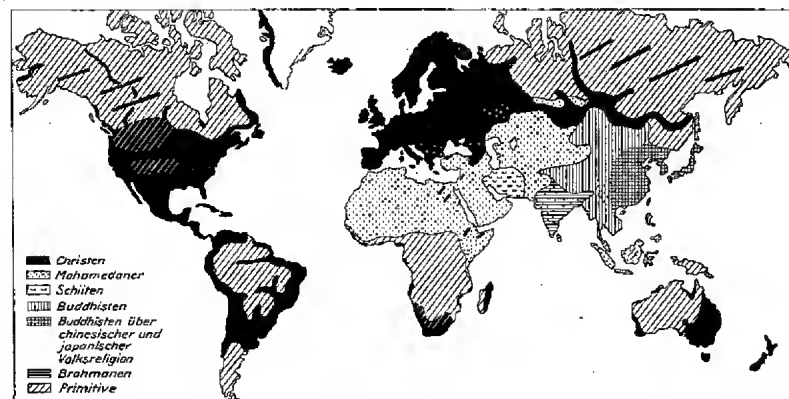 Christen
Mohamedaner
Schiiten
Buddhisten
Buddhisten über
chinesischer und
japanischer
Volksreligion
Brahmanen
Primitive